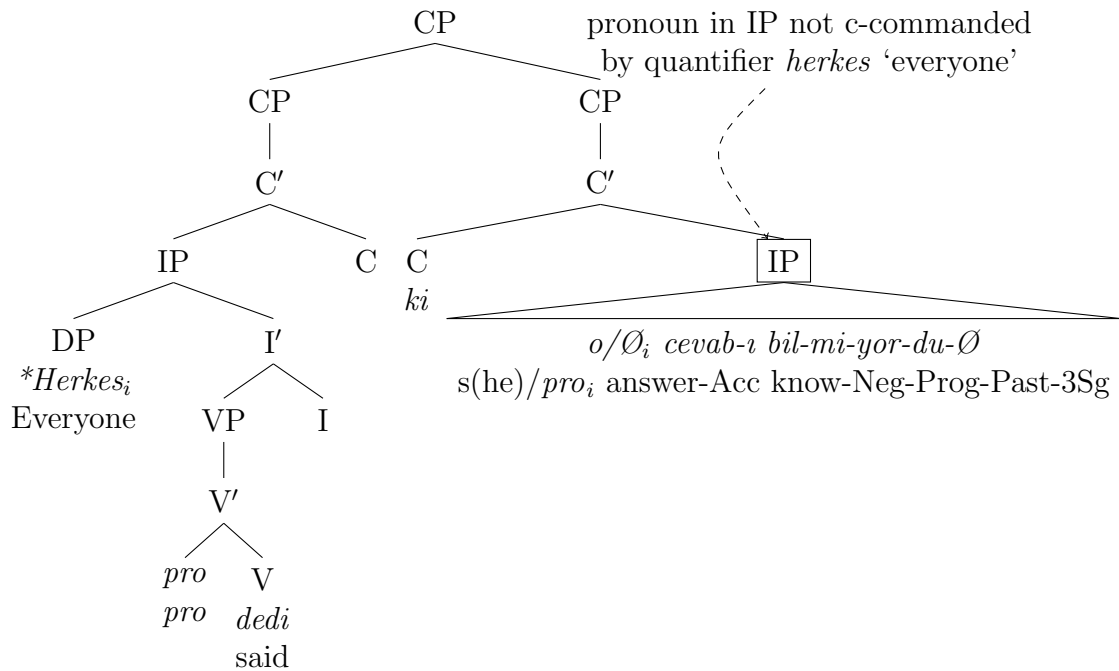 CP
pronoun in IP not c-commanded
by quantifier herkes ‘everyone’
CP CP
C′ C′
IP C C IP
ki
DP I′ o/Ø_i cevab-ı bil-mi-yor-du-Ø
*Herkes_i s(he)/pro_i answer-Acc know-Neg-Prog-Past-3Sg
Everyone VP I
V′
pro V
pro dedi
said